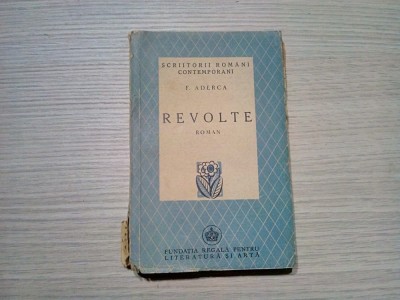 SCRIITORII ROMANI
CONTEMPORANI
F. ADERCA
REVOLTE
ROMAN
FUNDAȚIA REGALĂ PENTRU
LITERATURĂ ȘI ARTĂ